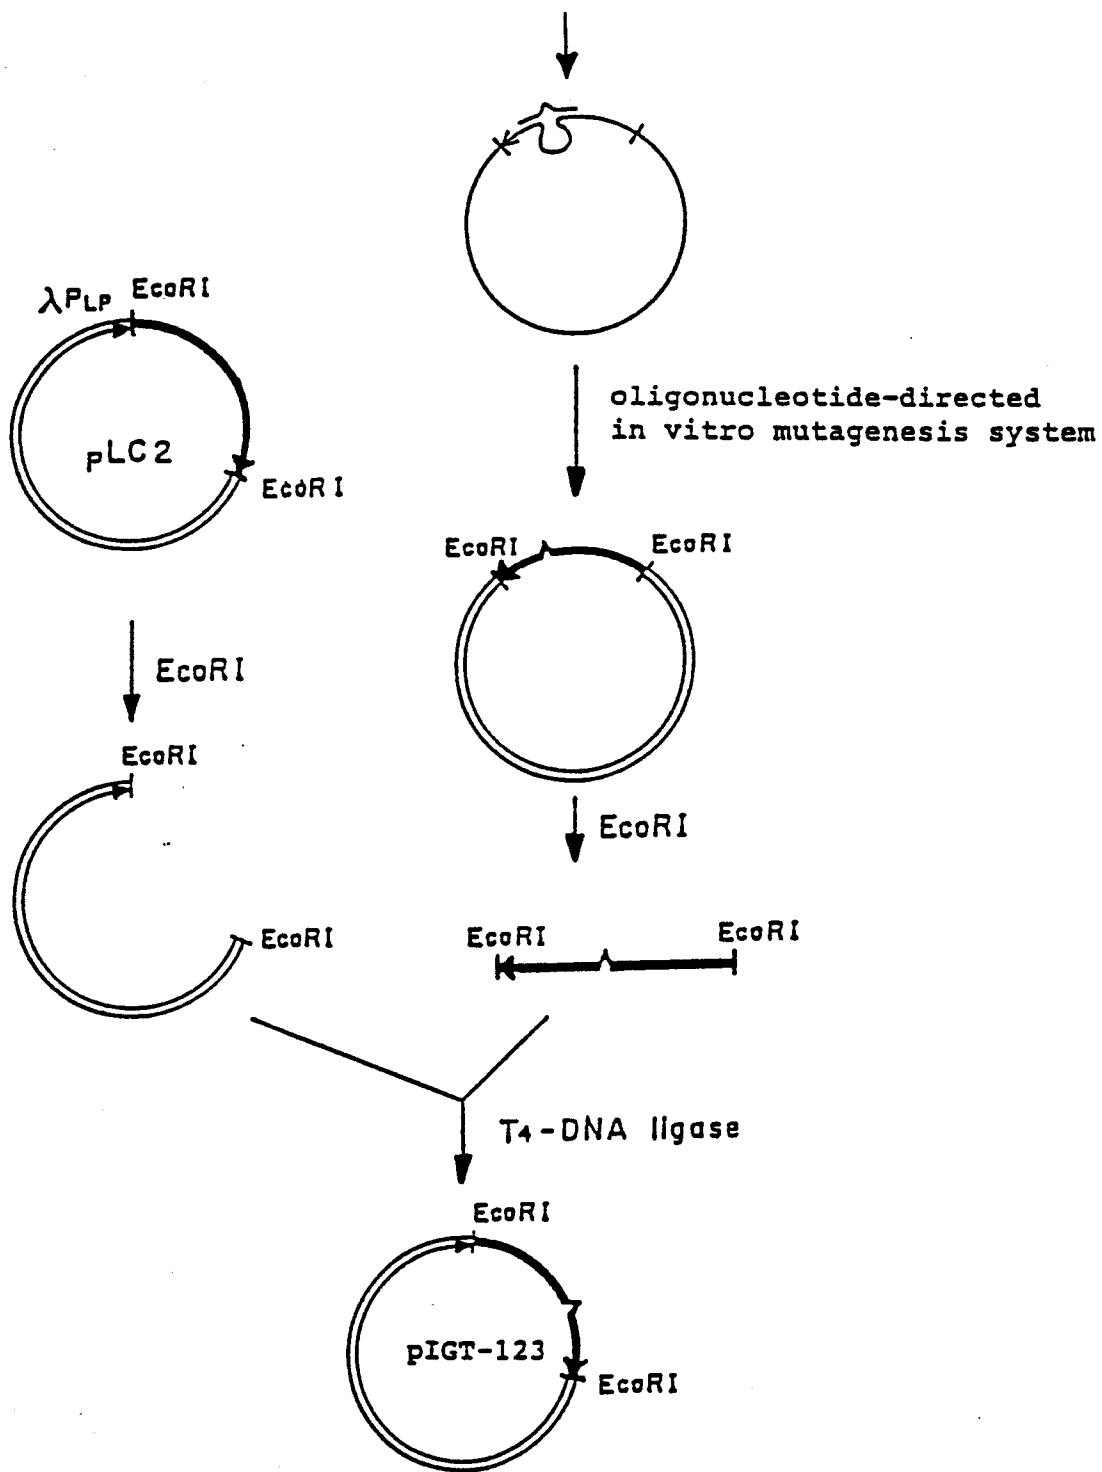 λPLP EcoRI
pLC2
EcoRI
EcoRI
EcoRI
EcoRI
oligonucleotide-directed
in vitro mutagenesis system
EcoRI EcoRI
EcoRI
EcoRI EcoRI
T4-DNA ligase
EcoRI
pIGT-123
EcoRI